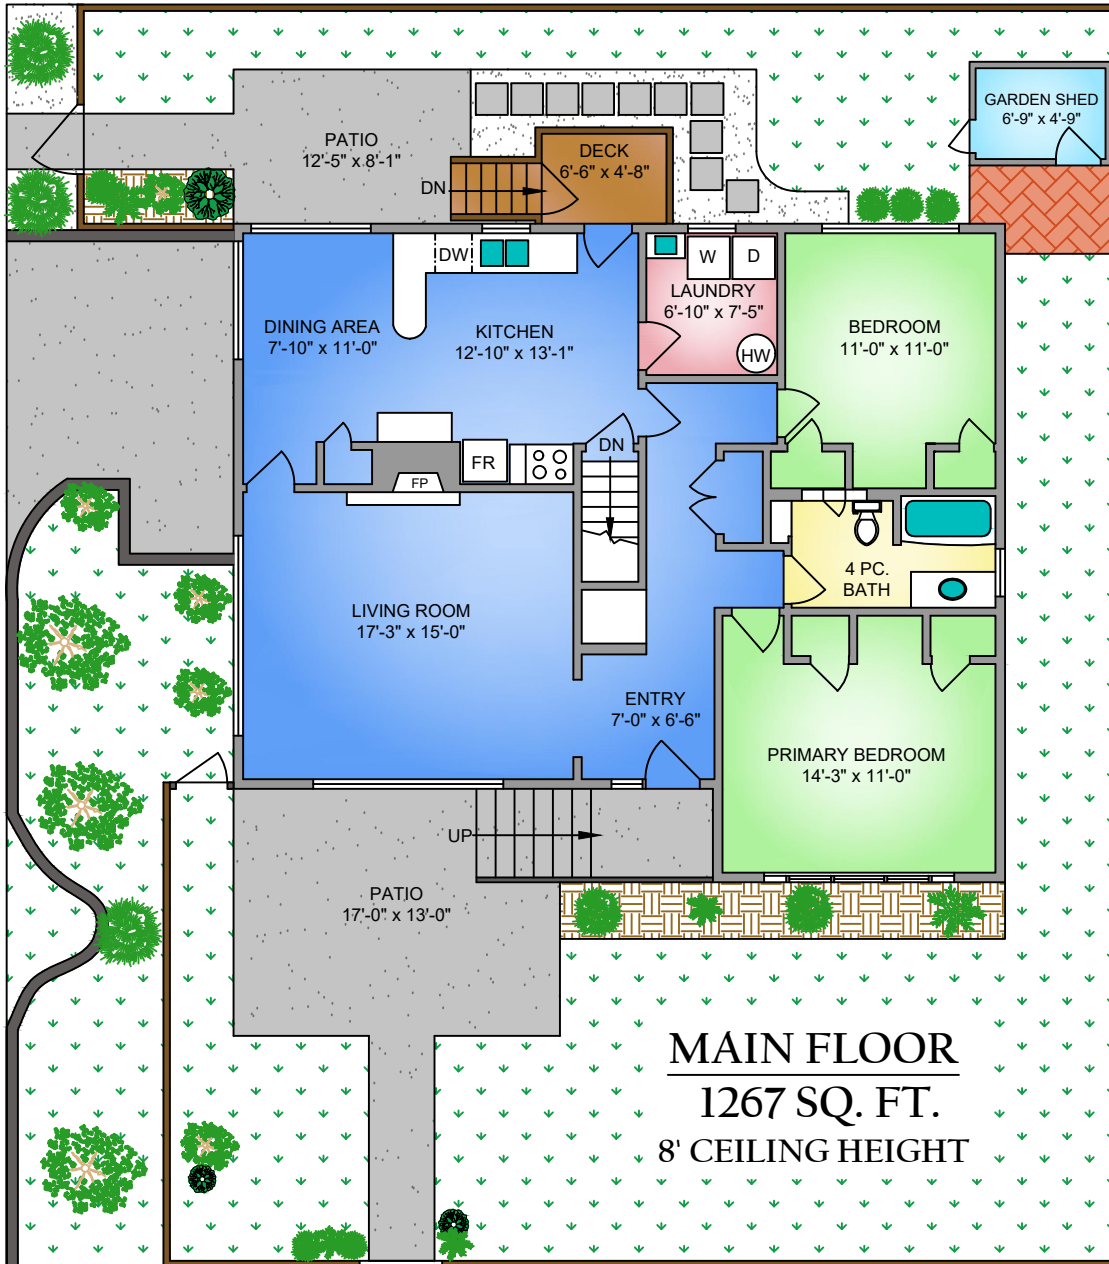 GARDEN SHED
6'-9" x 4'-9"
PATIO
12'-5" x 8'-1"
DECK
6'-6" x 4'-8"
DN
DW
W
D
LAUNDRY
6'-10" x 7'-5"
HW
DINING AREA
7'-10" x 11'-0"
KITCHEN
12'-10" x 13'-1"
BEDROOM
11'-0" x 11'-0"
DN
FR
FP
4 PC.
BATH
LIVING ROOM
17'-3" x 15'-0"
ENTRY
7'-0" x 6'-6"
PRIMARY BEDROOM
14'-3" x 11'-0"
UP
PATIO
17'-0" x 13'-0"
MAIN FLOOR
1267 SQ. FT.
8' CEILING HEIGHT